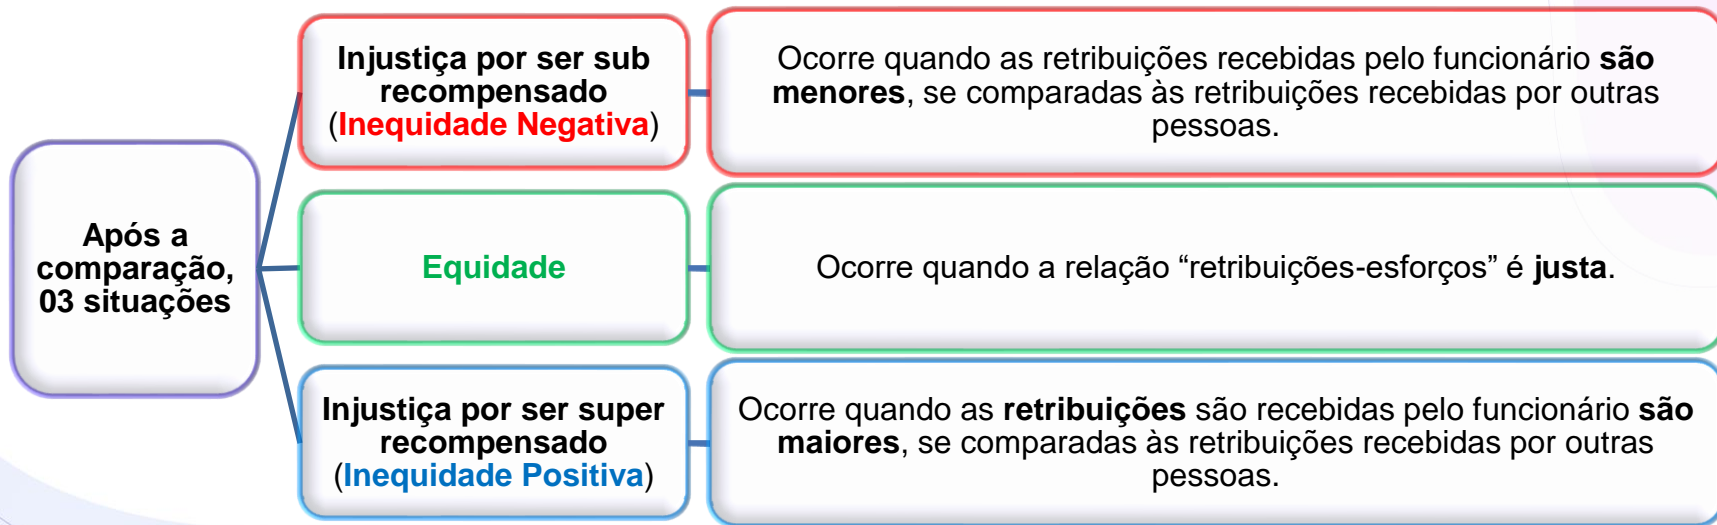 Após a
comparação,
03 situações
Injustiça por ser sub
recompensado
(Inequidade Negativa)
Ocorre quando as retribuições recebidas pelo funcionário são
menores, se comparadas às retribuições recebidas por outras
pessoas.
Equidade
Ocorre quando a relação “retribuições-esforços” é justa.
Injustiça por ser super
recompensado
(Inequidade Positiva)
Ocorre quando as retribuições são recebidas pelo funcionário são
maiores, se comparadas às retribuições recebidas por outras
pessoas.